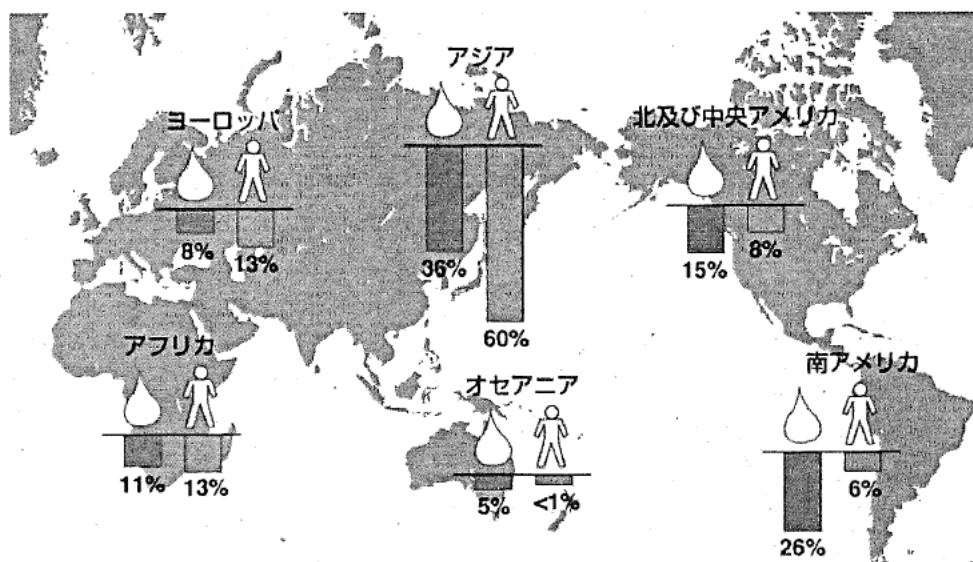 アジア
36%
60%
ヨーロッパ
8%
13%
北及び中央アメリカ
15%
8%
アフリカ
11%
13%
オセアニア
5%
<1%
南アメリカ
26%
6%